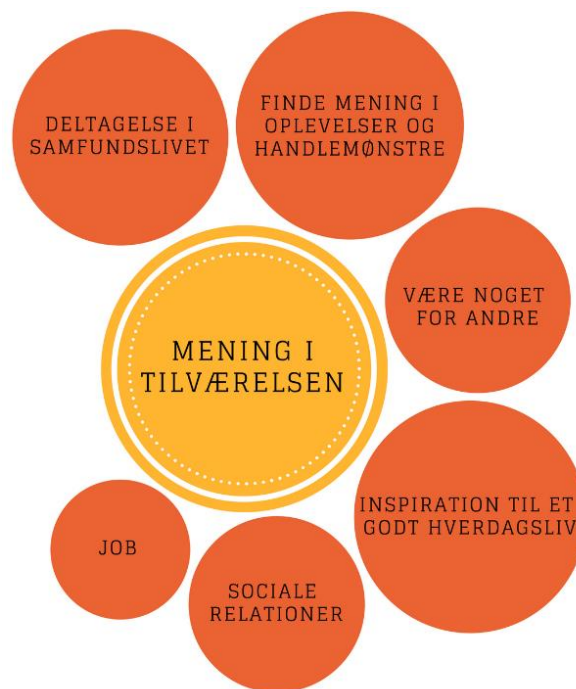 DELTAGELSE I
SAMFUNDSLIVET
FINDE MENING I
OPLEVELSER OG
HANDLEMØNSTRE
VÆRE NOGET
FOR ANDRE
MENING I
TILVÆRELSEN
INSPIRATION TIL ET
GODT HVERDAGSLIV
JOB
SOCIALE
RELATIONER